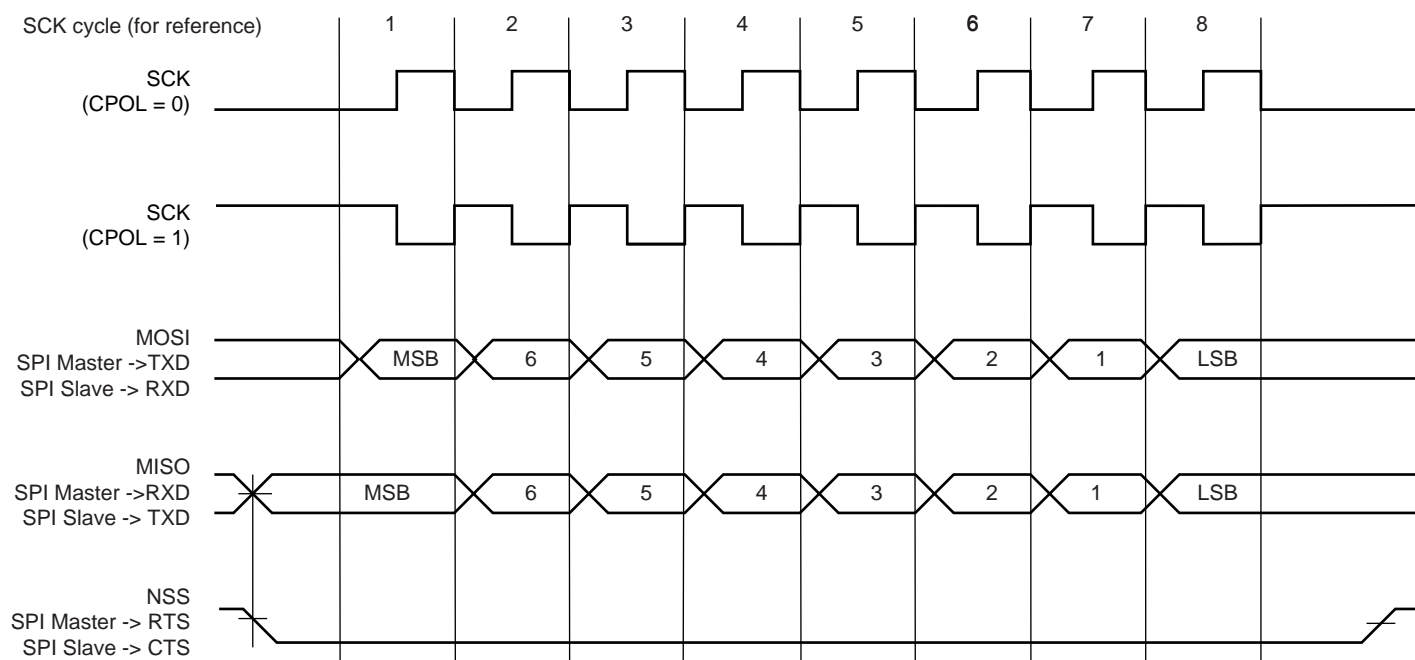 SCK cycle (for reference) 1 2 3 4 5 6 7 8
SCK
(CPOL = 0)
SCK
(CPOL = 1)
MOSI
SPI Master ->TXD
SPI Slave -> RXD
MSB 6 5 4 3 2 1 LSB
MISO
SPI Master ->RXD
SPI Slave -> TXD
MSB 6 5 4 3 2 1 LSB
NSS
SPI Master -> RTS
SPI Slave -> CTS